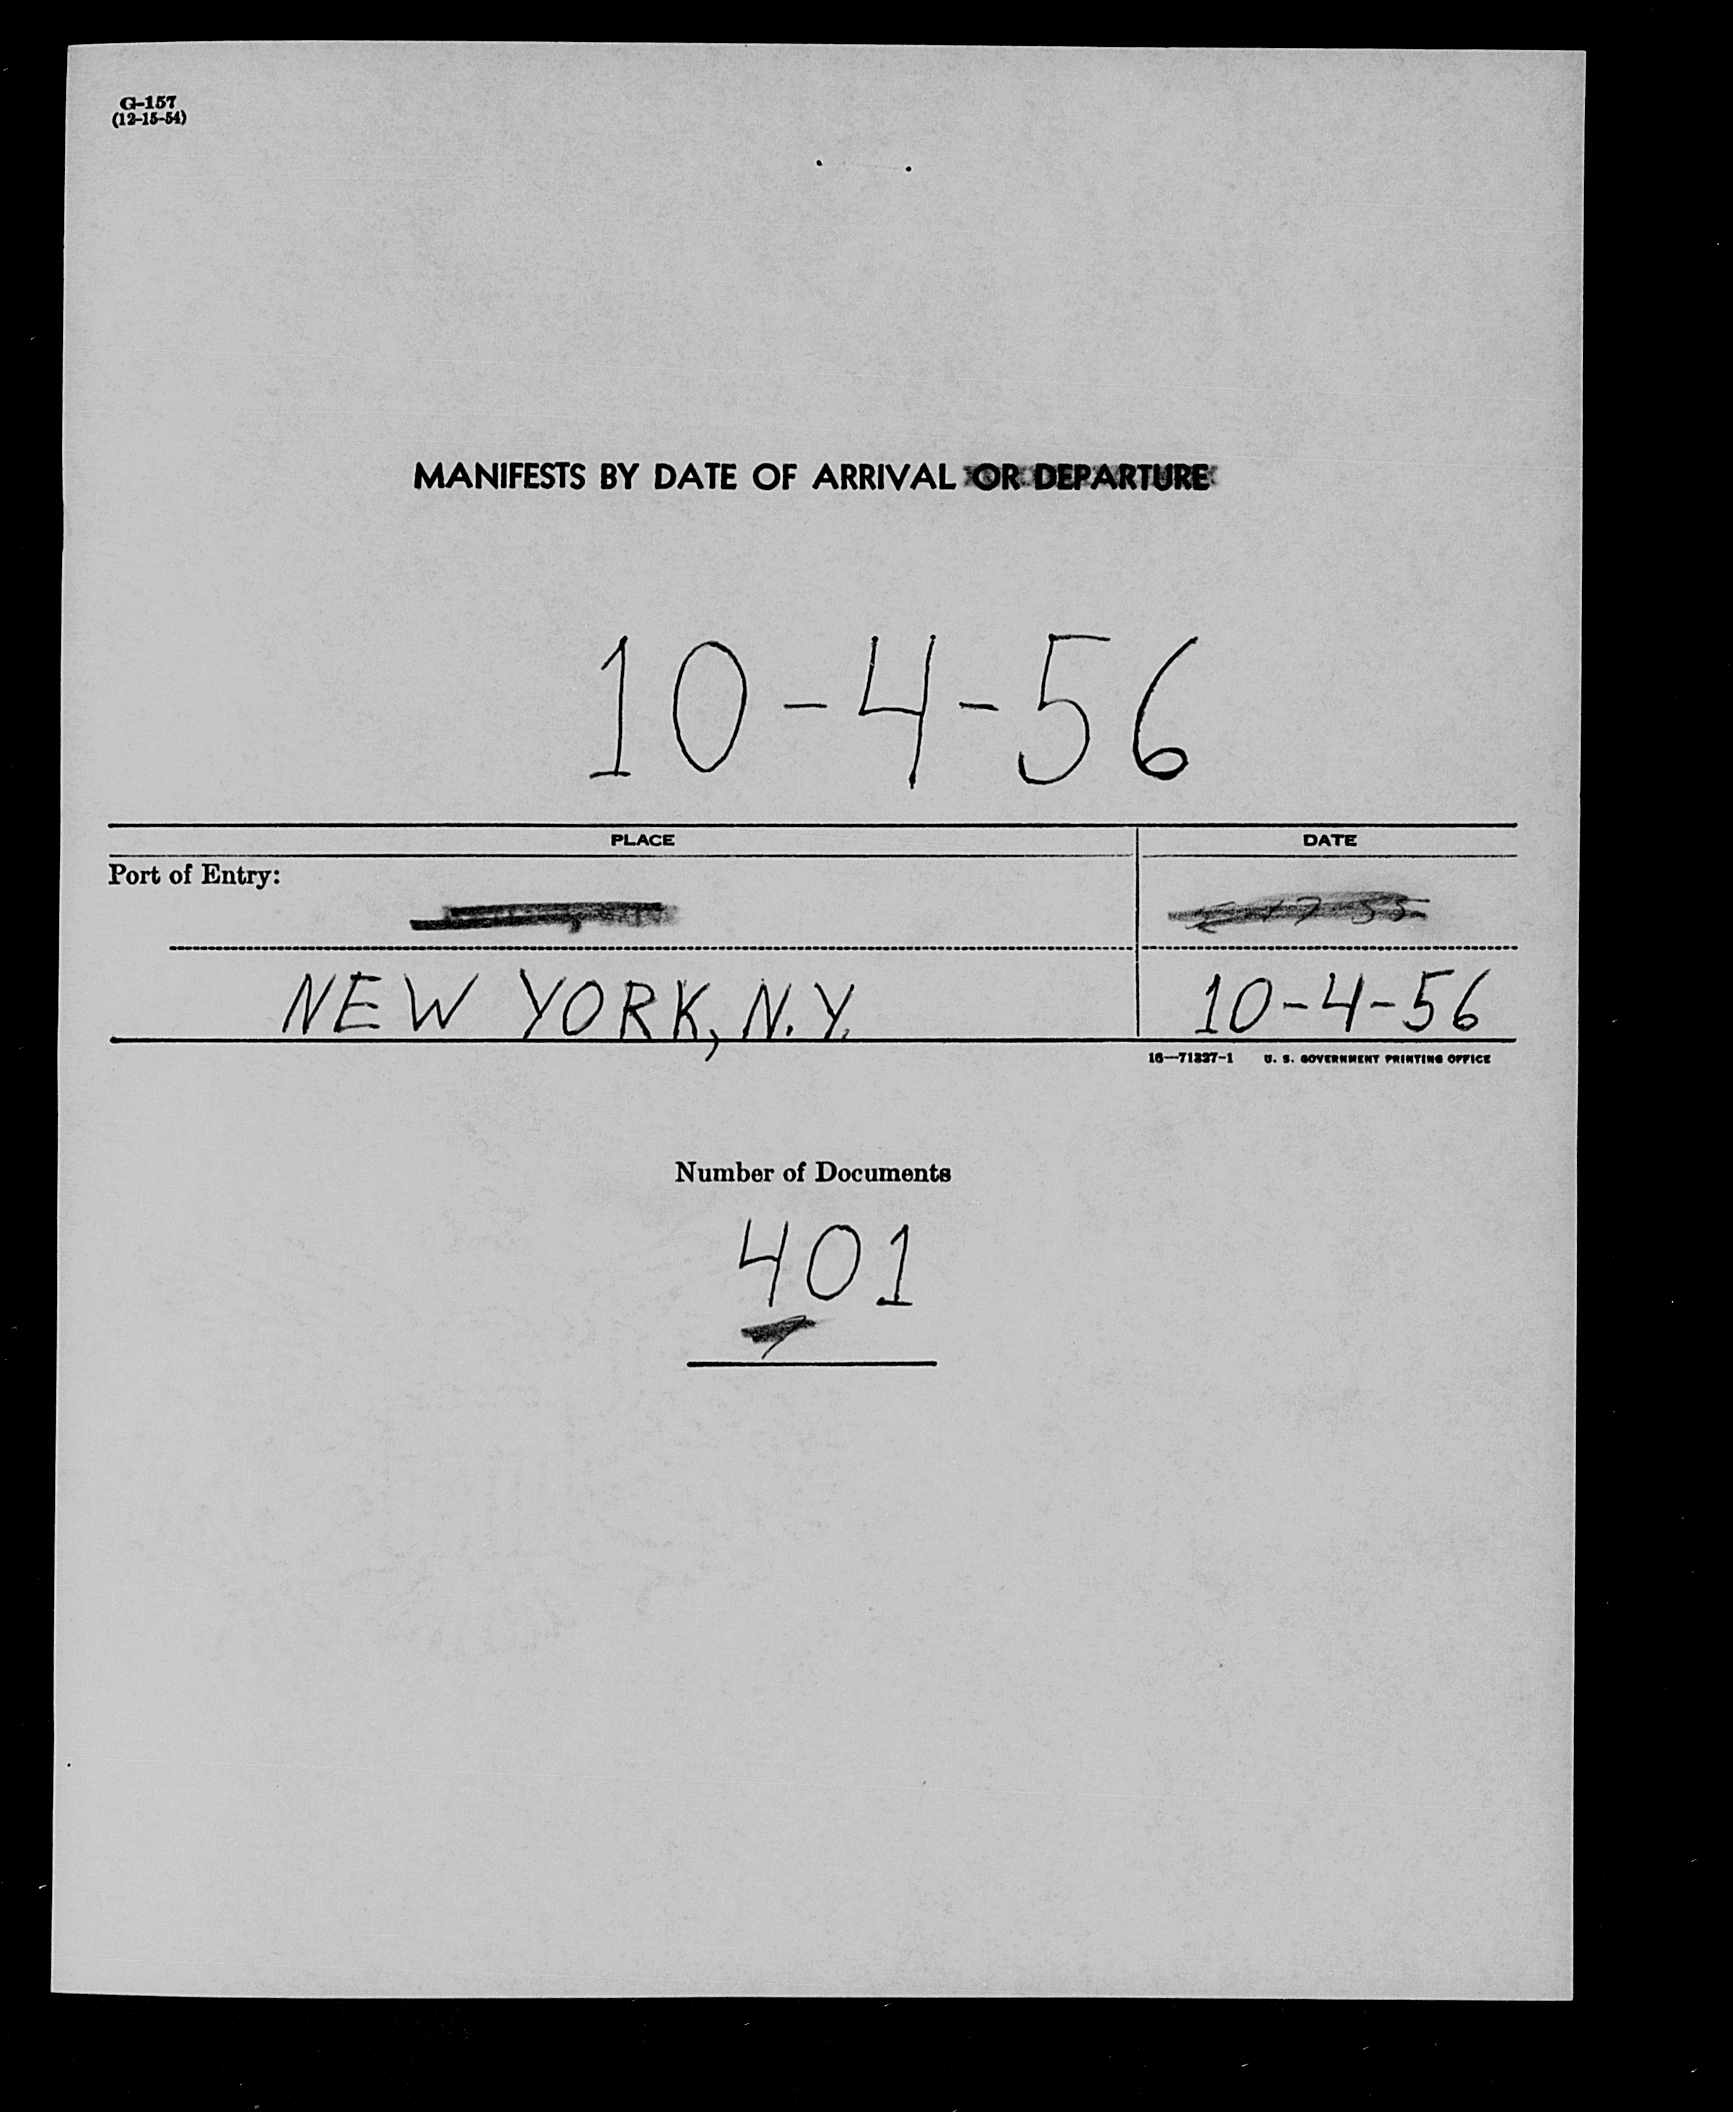 G-157
(12-15-54)
MANIFESTS BY DATE OF ARRIVAL OR DEPARTURE
10-4-56
PLACE DATE
Port of Entry:
NEW YORK, N.Y. 10-4-56
16—71327-1 U. S. GOVERNMENT PRINTING OFFICE
Number of Documents
401